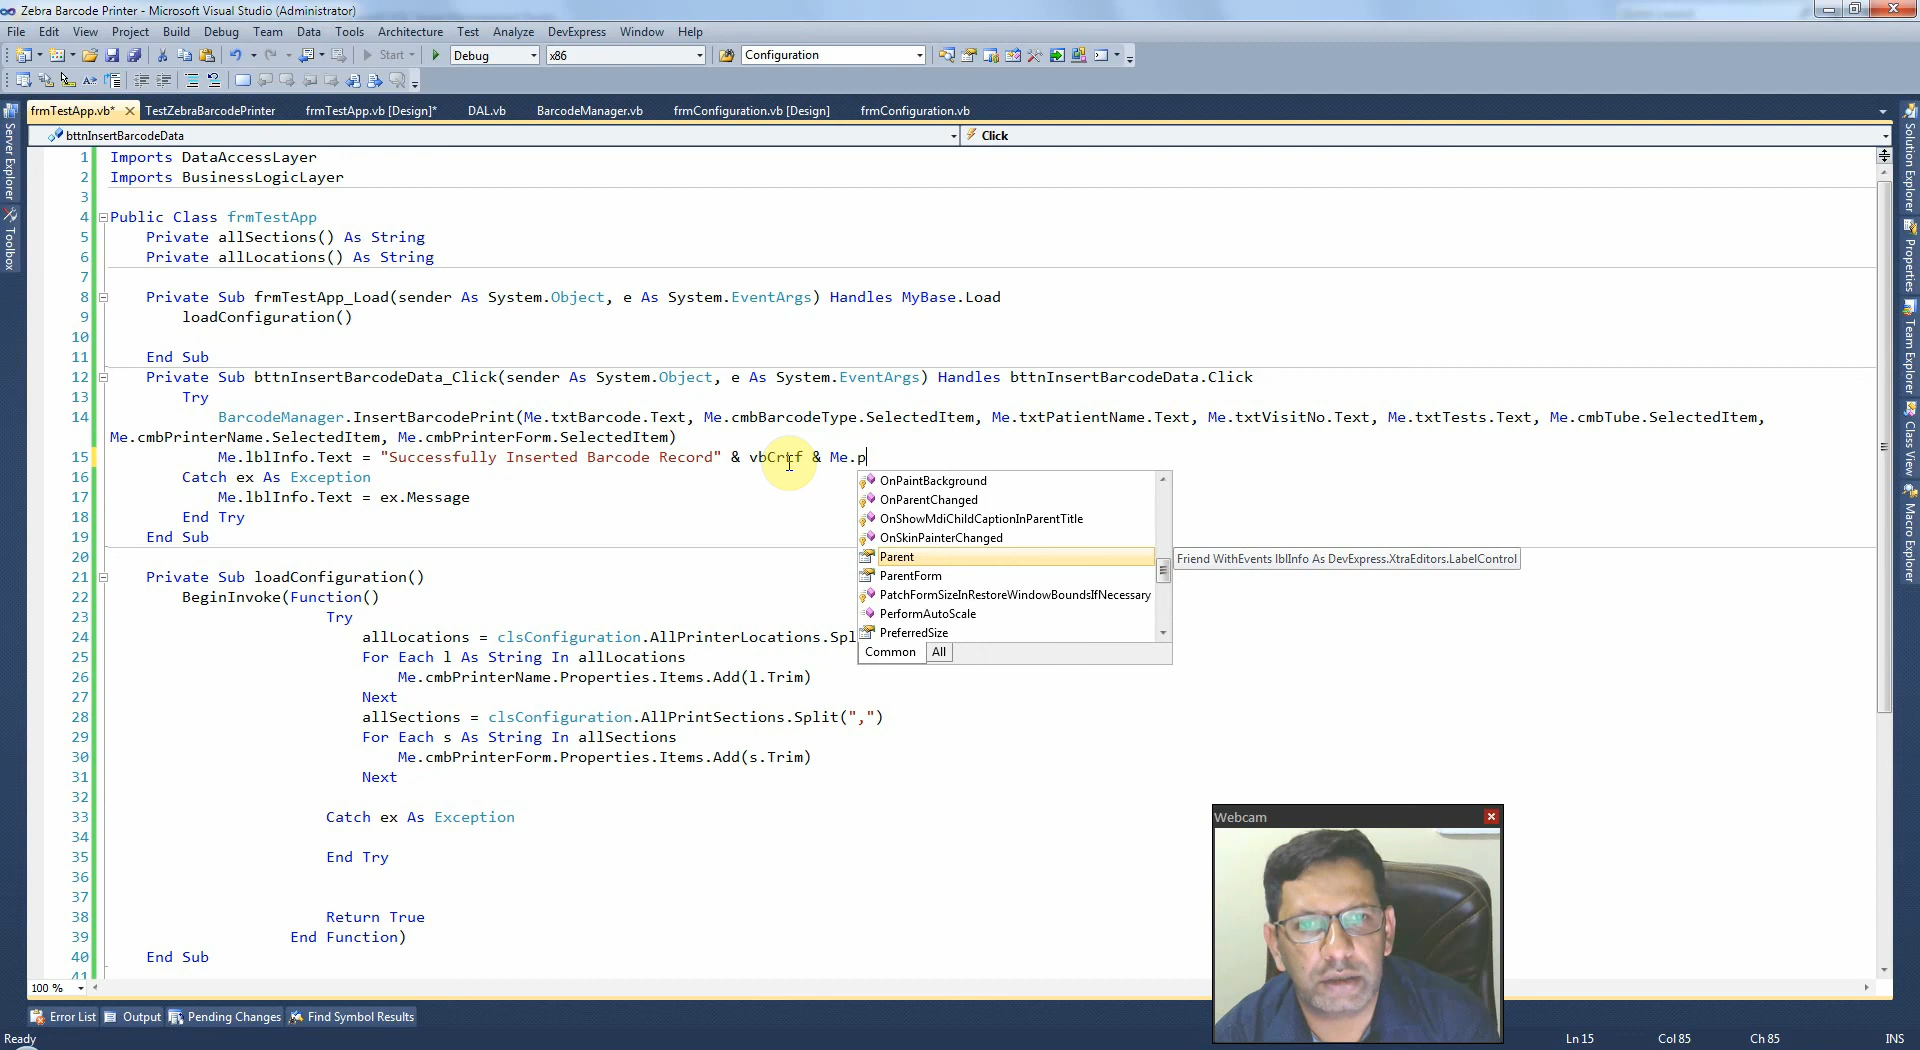 Zebra Barcode Printer - Microsoft Visual Studio (Administrator)
File Edit View Project Build Debug Team Data Tools Architecture Test Analyze DevExpress Window Help
Start Debug x86 Configuration
frmTestApp.vb* TestZebraBarcodePrinter frmTestApp.vb [Design]* DAL.vb BarcodeManager.vb frmConfiguration.vb [Design] frmConfiguration.vb
bttnInsertBarcodeData Click
1 Imports DataAccessLayer
2 Imports BusinessLogicLayer
3
4 Public Class frmTestApp
5 Private allSections() As String
6 Private allLocations() As String
7
8 Private Sub frmTestApp_Load(sender As System.Object, e As System.EventArgs) Handles MyBase.Load
9 loadConfiguration()
10
11 End Sub
12 Private Sub bttnInsertBarcodeData_Click(sender As System.Object, e As System.EventArgs) Handles bttnInsertBarcodeData.Click
13 Try
14 BarcodeManager.InsertBarcodePrint(Me.txtBarcode.Text, Me.cmbBarcodeType.SelectedItem, Me.txtPatientName.Text, Me.txtVisitNo.Text, Me.txtTests.Text, Me.cmbTube.SelectedItem,
Me.cmbPrinterName.SelectedItem, Me.cmbPrinterForm.SelectedItem)
15 Me.lblInfo.Text = "Successfully Inserted Barcode Record" & vbCrLf & Me.p
16 Catch ex As Exception
17 Me.lblInfo.Text = ex.Message
18 End Try
19 End Sub
20
21 Private Sub loadConfiguration()
22 BeginInvoke(Function()
23 Try
24 allLocations = clsConfiguration.AllPrinterLocations.Spl
25 For Each l As String In allLocations
26 Me.cmbPrinterName.Properties.Items.Add(l.Trim)
27 Next
28 allSections = clsConfiguration.AllPrintSections.Split(",")
29 For Each s As String In allSections
30 Me.cmbPrinterForm.Properties.Items.Add(s.Trim)
31 Next
32
33 Catch ex As Exception
34
35 End Try
36
37
38 Return True
39 End Function)
40 End Sub
41
OnPaintBackground
OnParentChanged
OnShowMdiChildCaptionInParentTitle
OnSkinPainterChanged
Parent
ParentForm
PatchFormSizeInRestoreWindowBoundsIfNecessary
PerformAutoScale
PreferredSize
Common All
Friend WithEvents lblInfo As DevExpress.XtraEditors.LabelControl
Server Explorer
Toolbox
Solution Explorer
Properties
Team Explorer
Class View
Macro Explorer
Webcam
100 %
Error List Output Pending Changes Find Symbol Results
Ready Ln 15 Col 85 Ch 85 INS